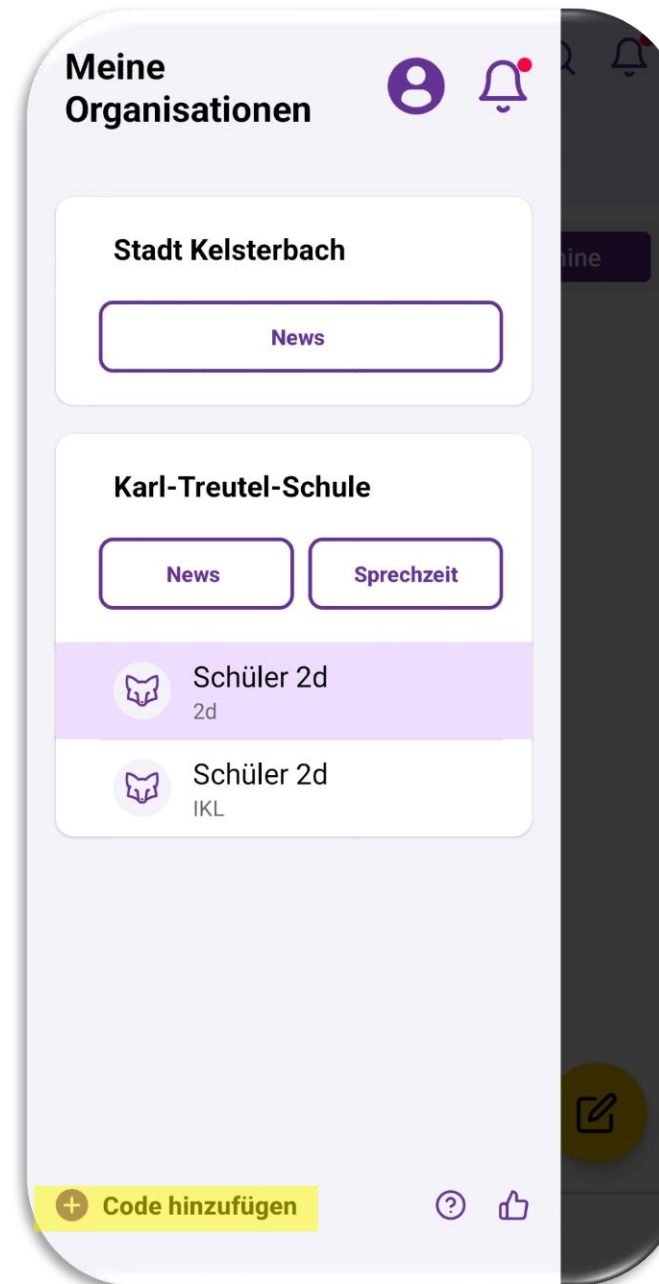 Meine
Organisationen
Stadt Kelsterbach
News
Karl-Treutel-Schule
News Sprechzeit
Schüler 2d
2d
Schüler 2d
IKL
Code hinzufügen